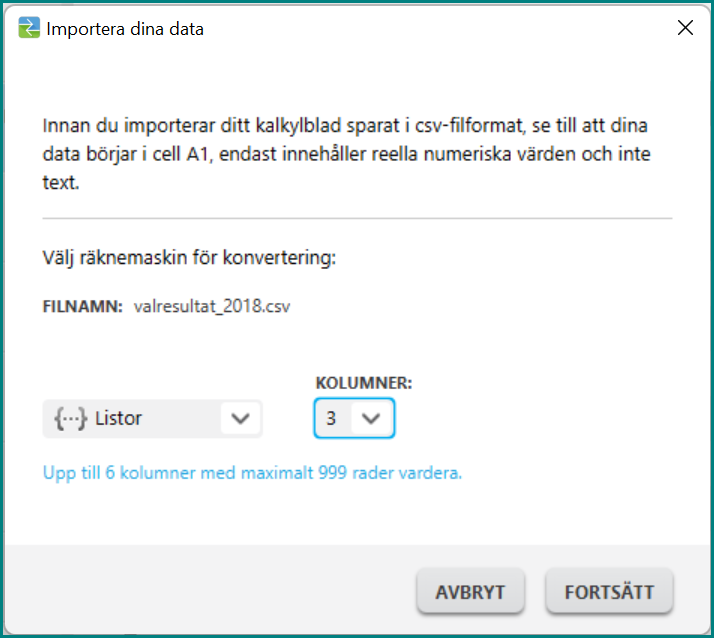 Importera dina data
Innan du importerar ditt kalkylblad sparat i csv-filformat, se till att dina
data börjar i cell A1, endast innehåller reella numeriska värden och inte
text.
Välj räknemaskin för konvertering:
FILNAMN: valresultat_2018.csv
KOLUMNER:
{···} Listor
3
Upp till 6 kolumner med maximalt 999 rader vardera.
AVBRYT
FORTSÄTT